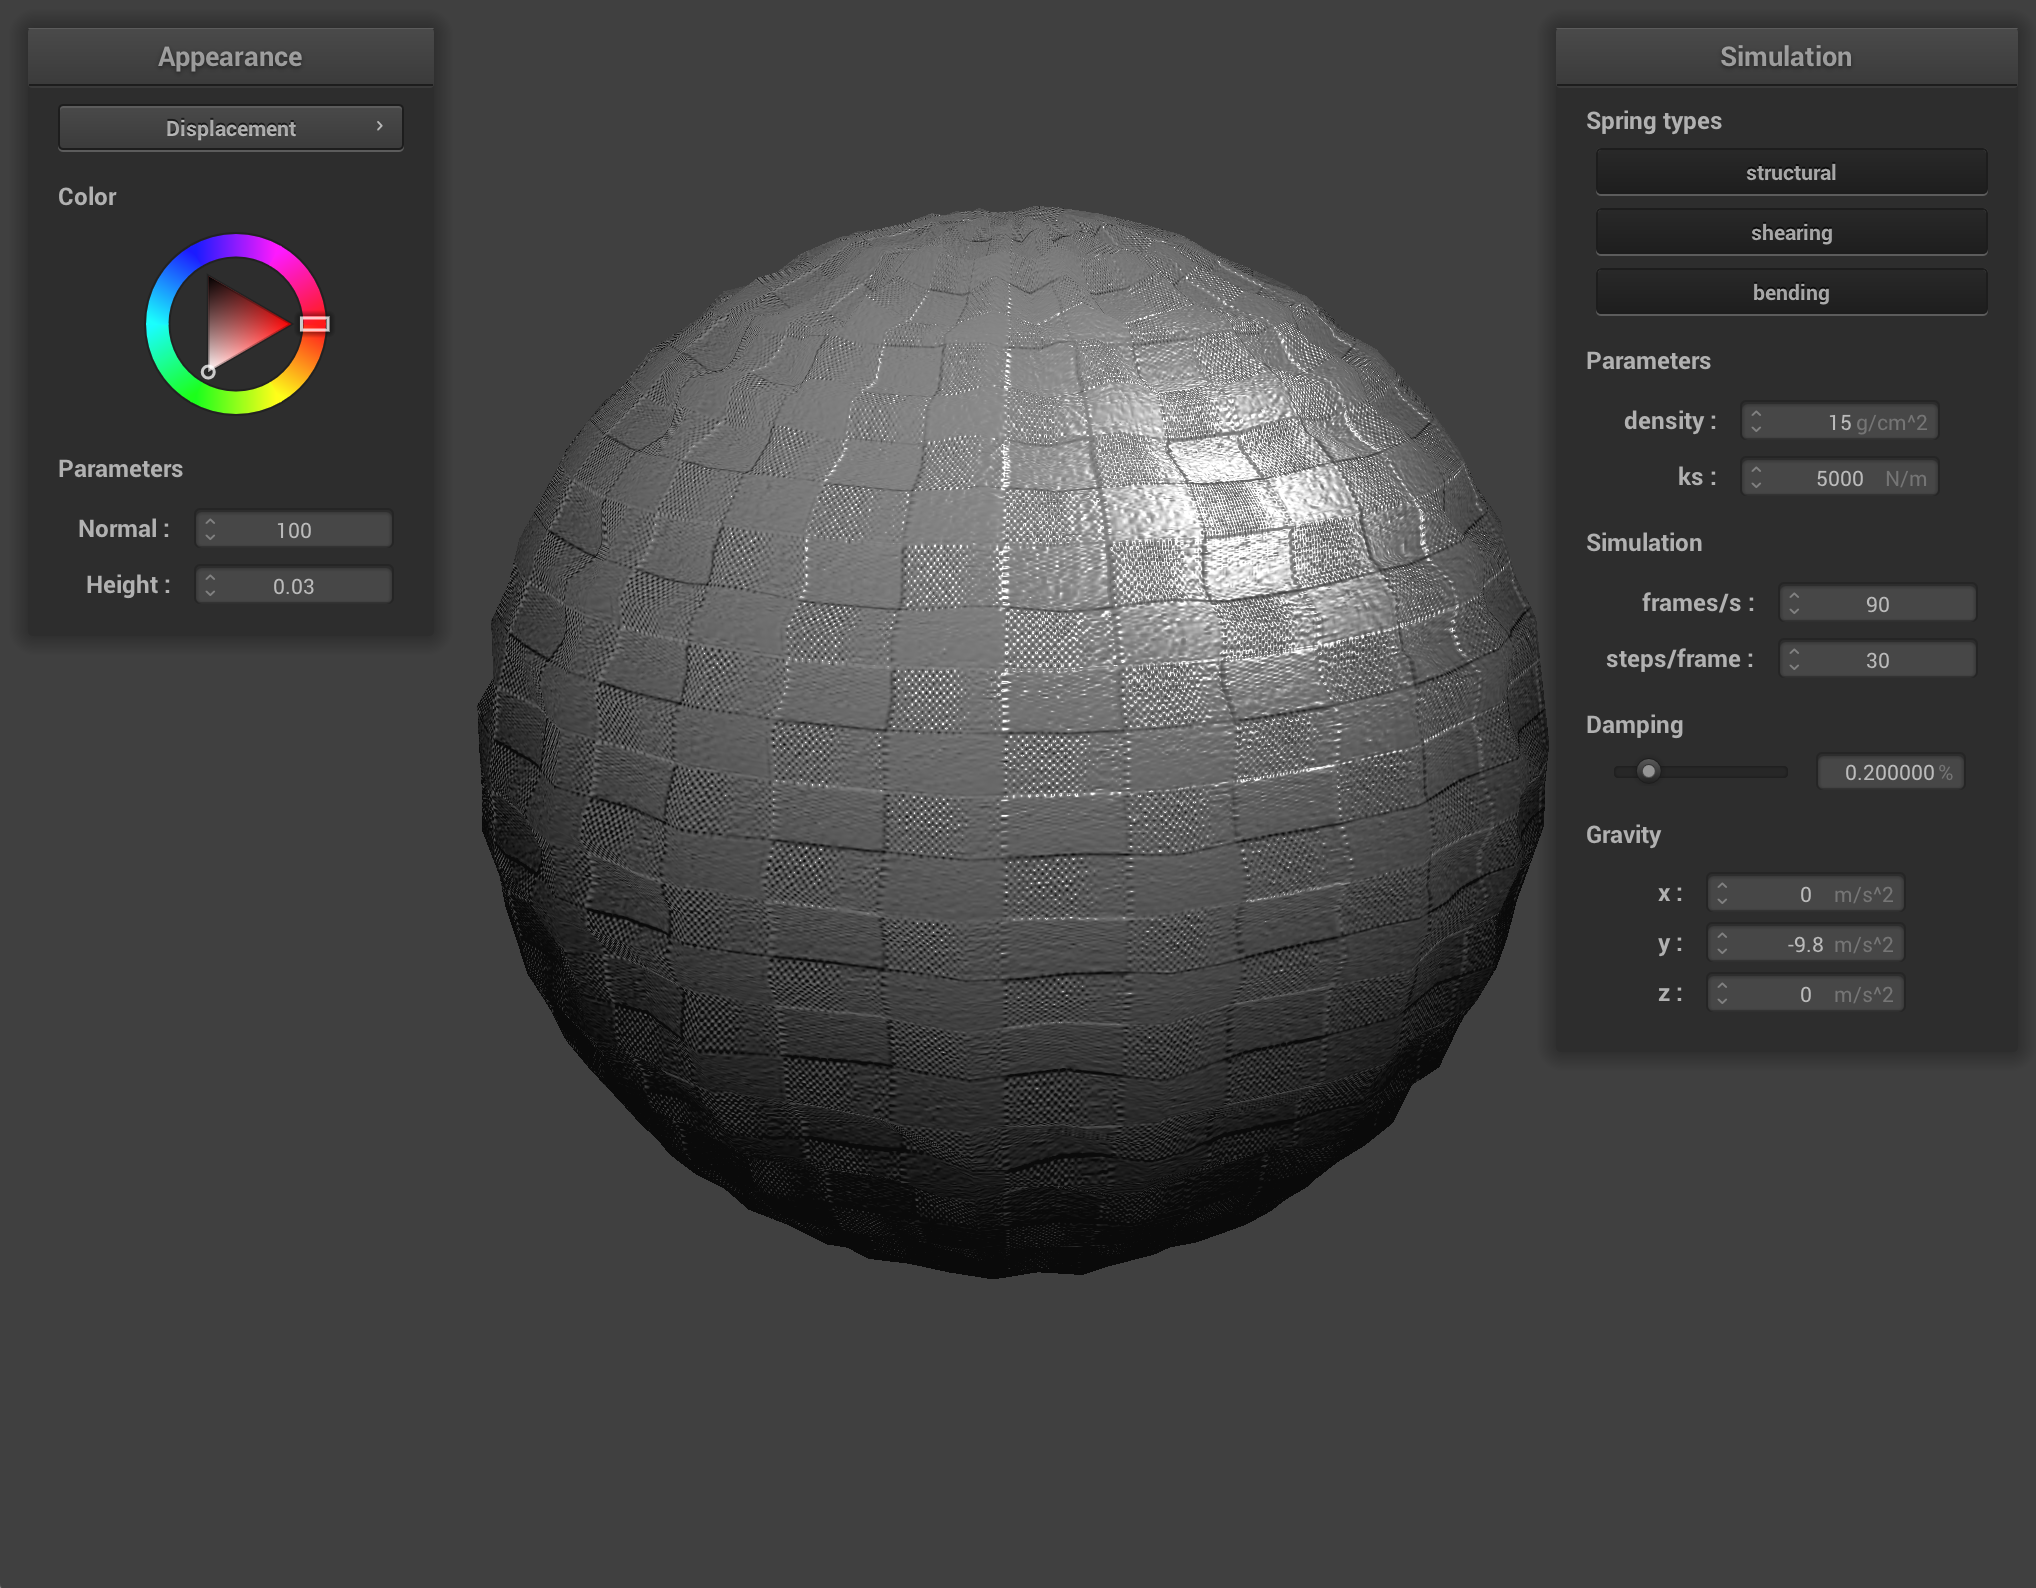 Appearance
Displacement
Color
Parameters
Normal : 100
Height : 0.03
Simulation
Spring types
structural
shearing
bending
Parameters
density : 15 g/cm^2
ks : 5000 N/m
Simulation
frames/s : 90
steps/frame : 30
Damping
0.200000 %
Gravity
x : 0 m/s^2
y : -9.8 m/s^2
z : 0 m/s^2